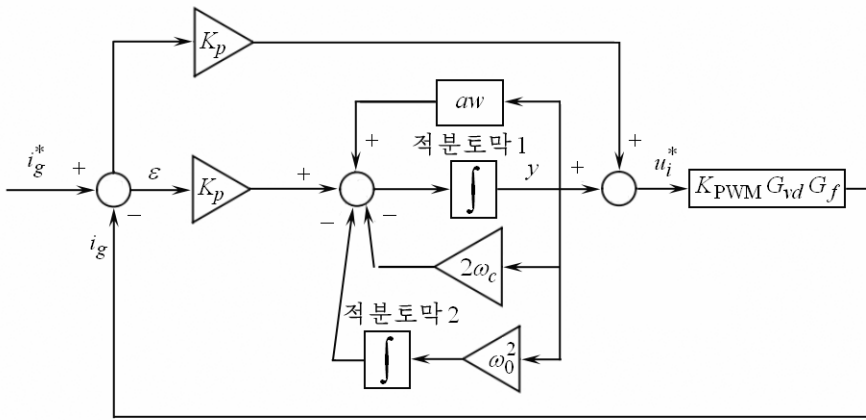 K_p
aw
+
적분토막 1
+
i_g^*
+
ε
K_p
+
∫
y
+
u_i^*
K_PWM G_vd G_f
−
−
−
i_g
2ω_c
적분토막 2
∫
ω_0^2